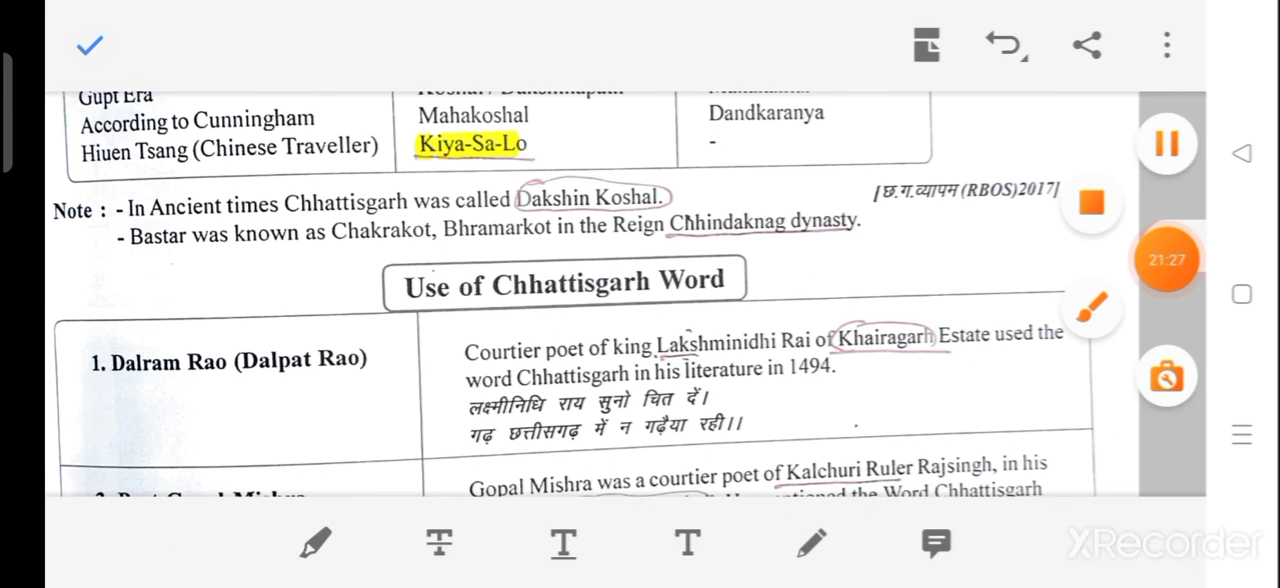 Gupt Era
According to Cunningham Mahakoshal Dandkaranya
Hiuen Tsang (Chinese Traveller) Kiya-Sa-Lo -
Note : - In Ancient times Chhattisgarh was called Dakshin Koshal. [छ.ग.व्यापम (RBOS)2017]
- Bastar was known as Chakrakot, Bhramarkot in the Reign Chhindaknag dynasty.
21:27
Use of Chhattisgarh Word
1. Dalram Rao (Dalpat Rao)
Courtier poet of king Lakshminidhi Rai of Khairagarh Estate used the
word Chhattisgarh in his literature in 1494.
लक्ष्मीनिधि राय सुनो चित दें।
गढ़ छत्तीसगढ़ में न गढ़ैया रही।।
Gopal Mishra was a courtier poet of Kalchuri Ruler Rajsingh, in his
the Word Chhattisgarh
XRecorder